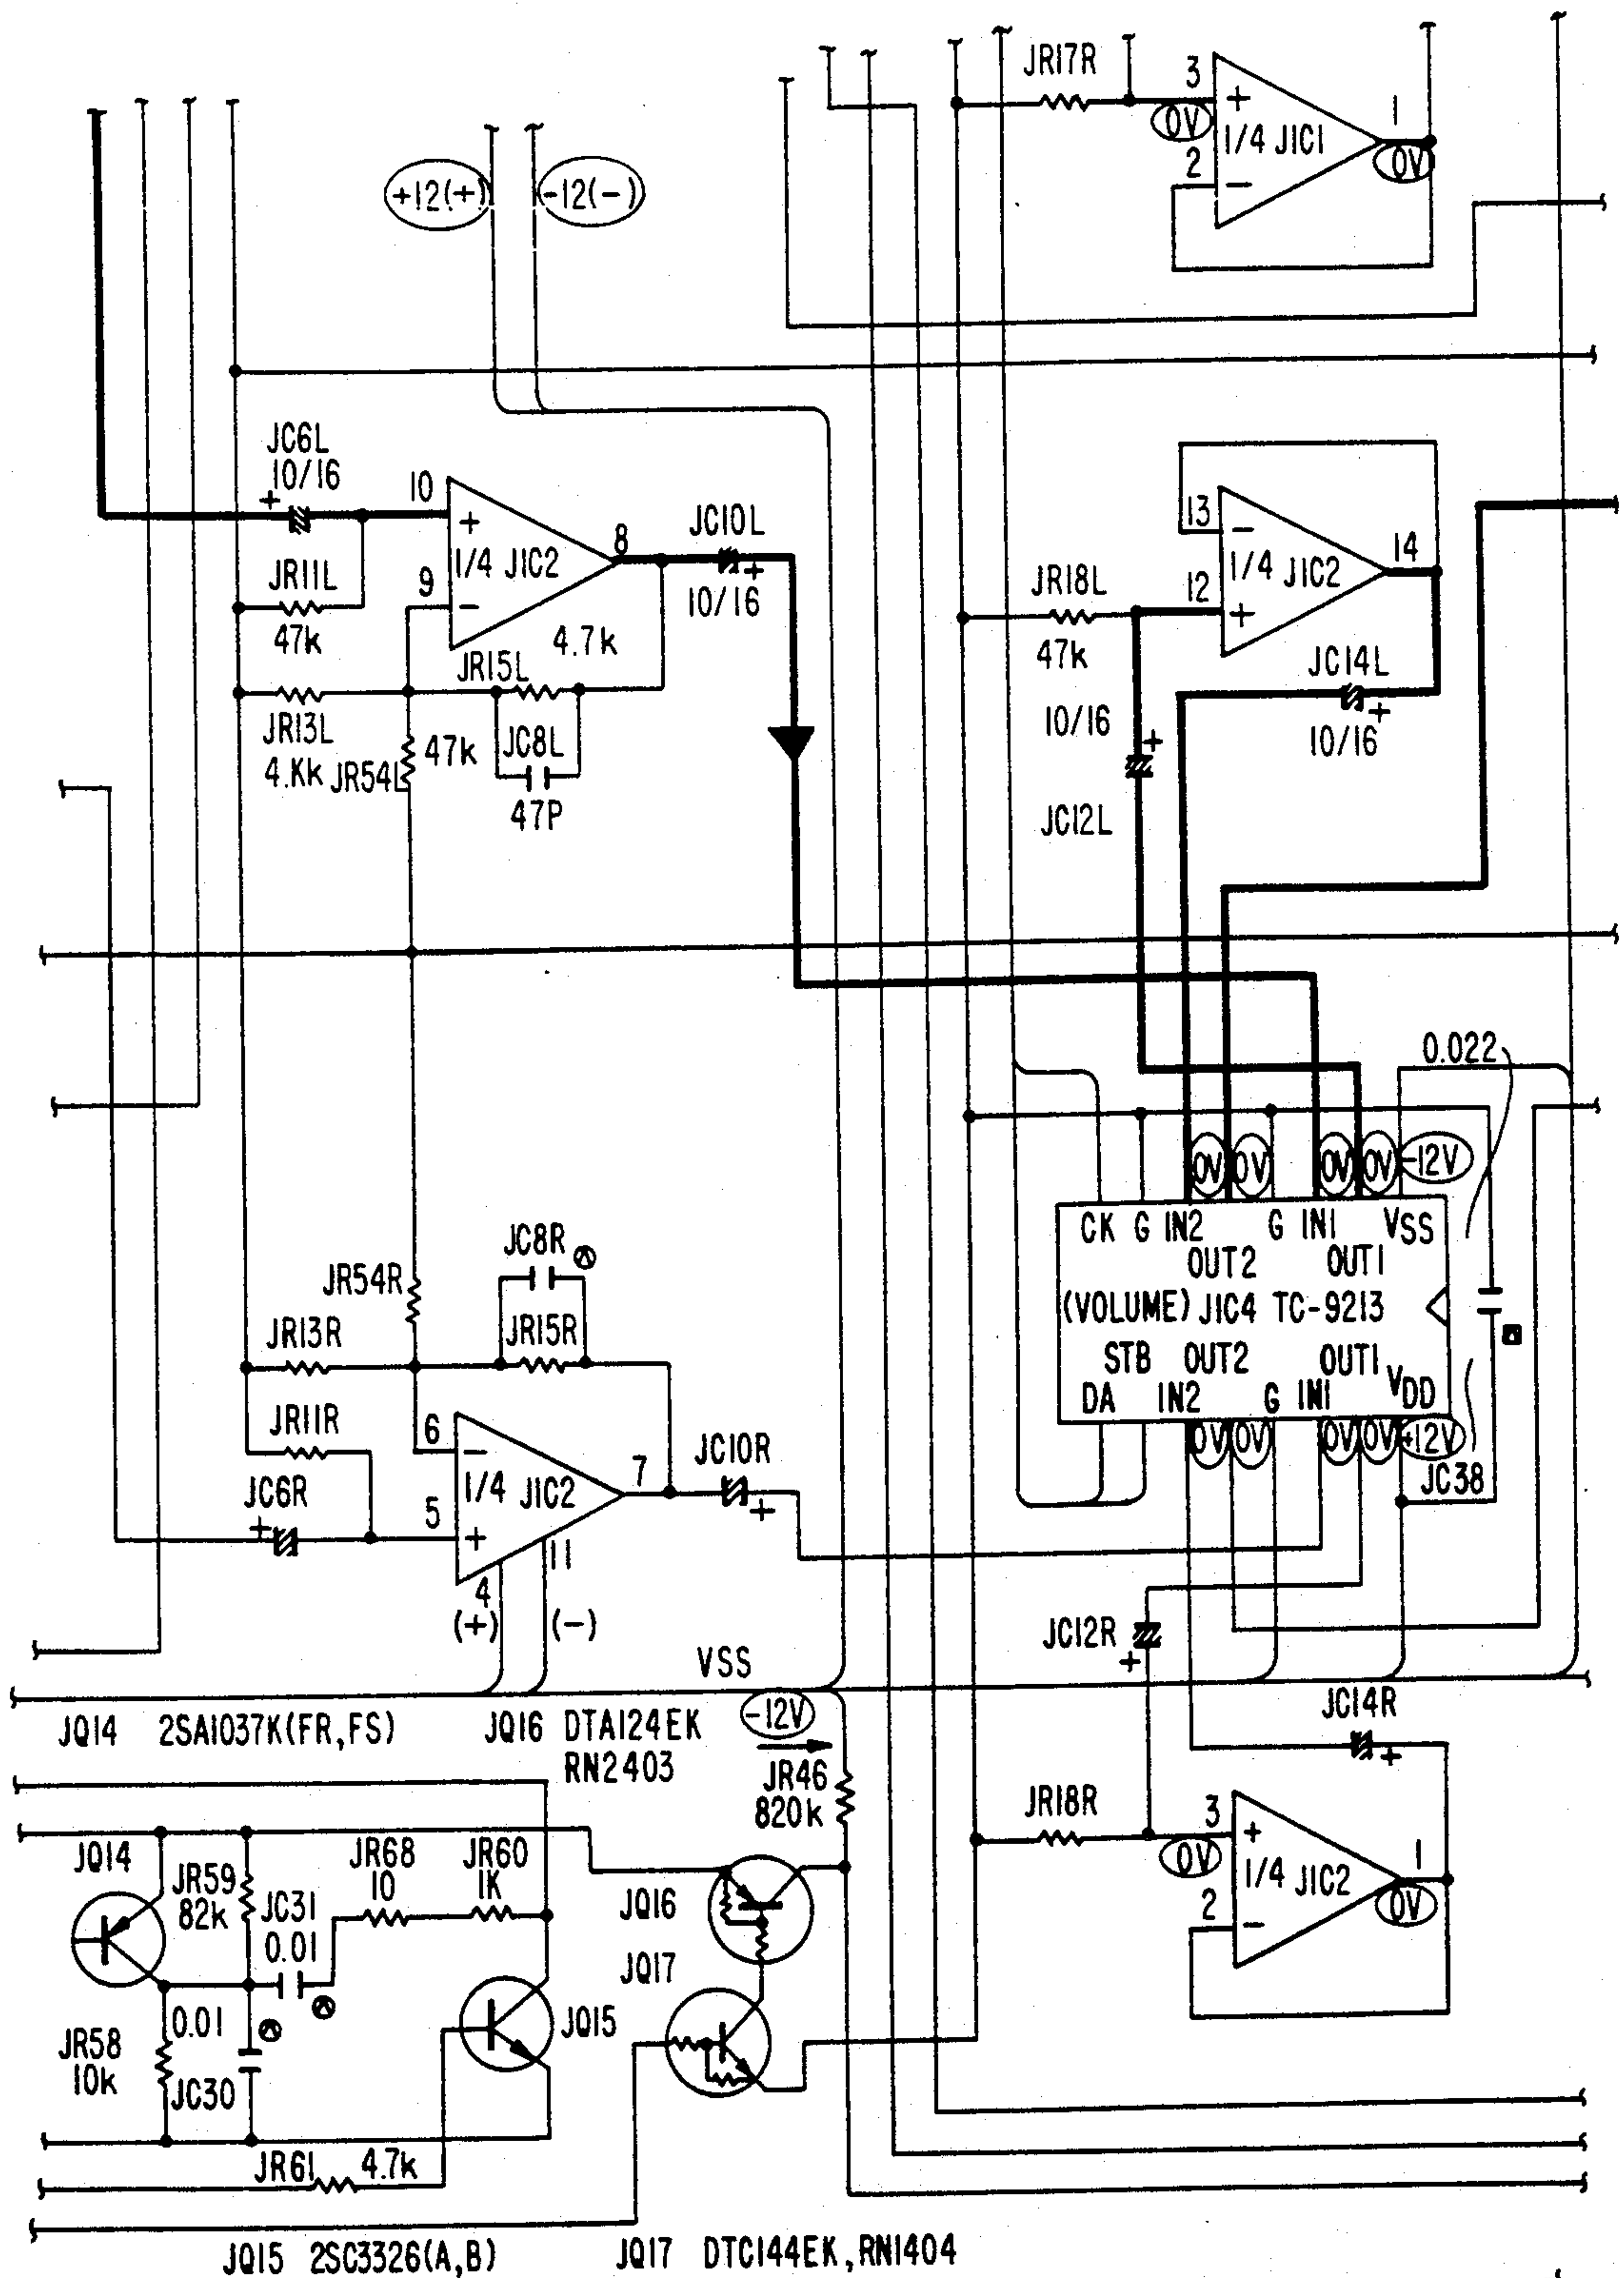 JR17R
3
+
0V
1/4 JIC1
1
0V
2
−
+12(+)
-12(-)
JC6L
10/16
+
10
+
8
JC10L
+
10/16
1/4 JIC2
9
−
JR11L
47k
4.7k
JR15L
JR13L
4.Kk
JR54L
47k
JC8L
47P
13
−
14
1/4 JIC2
12
+
JR18L
47k
JC14L
+
10/16
10/16
+
JC12L
0.022
0V
0V
0V
0V
-12V
CK G IN2 G IN1 VSS
OUT2 OUT1
(VOLUME) JIC4 TC-9213
STB OUT2 OUT1
DA IN2 G IN1 VDD
0V
0V
0V
0V
+12V
JC38
JC8R
JR54R
JR13R
JR15R
JR11R
6
−
JC10R
+
7
1/4 JIC2
JC6R
+
5
+
11
4
(+)
(-)
JC12R
+
VSS
-12V
JC14R
+
JQ14 2SA1037K(FR,FS)
JQ16 DTA124EK
RN2403
JR46
820k
JR18R
3
+
0V
1/4 JIC2
1
0V
2
−
JQ14
JR59
82k
JC31
0.01
JR68
10
JR60
1K
JQ16
JQ17
JQ15
0.01
JR58
10k
JC30
JR61
4.7k
JQ15 2SC3326(A,B)
JQ17 DTC144EK,RN1404